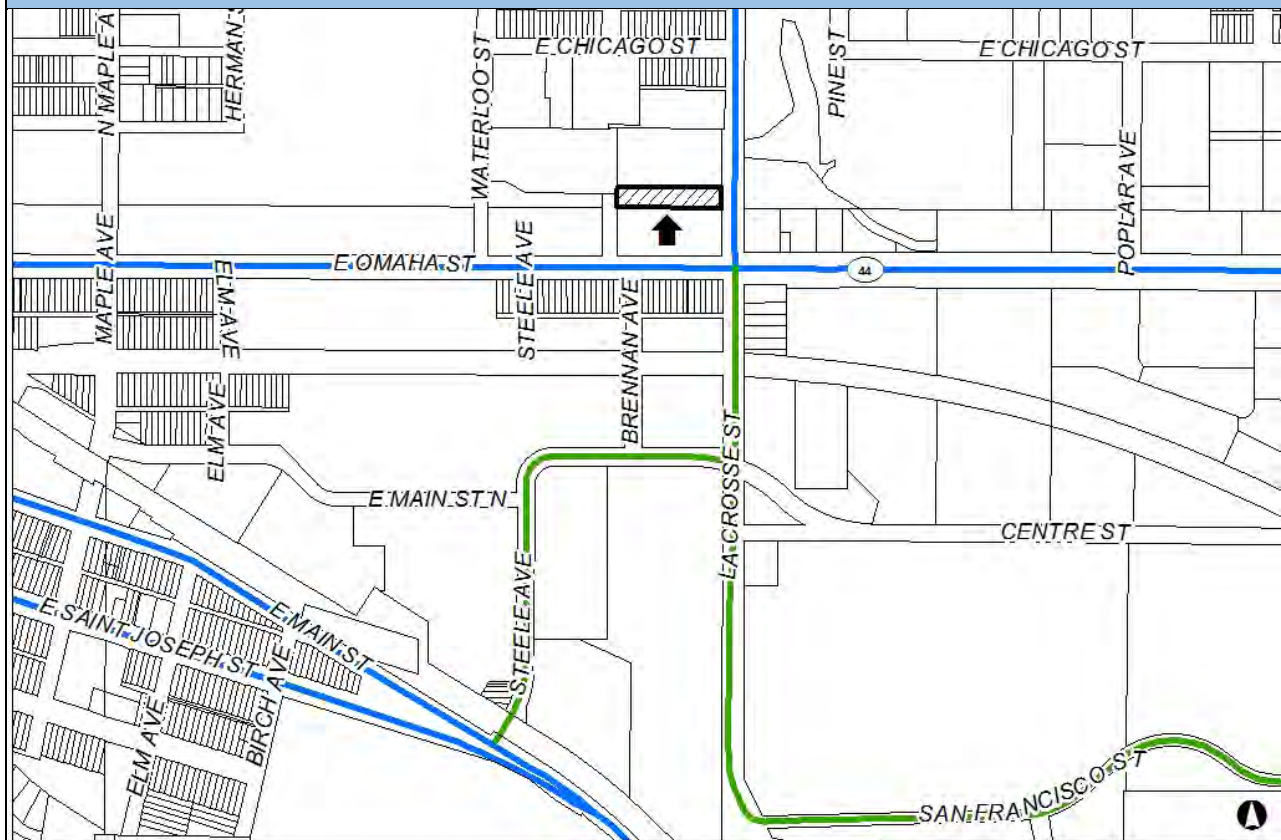 N MAPLE A
HERMAN S
WATERLOO ST
E CHICAGO ST
PINE ST
E CHICAGO ST
POPLAR AVE
MAPLE AVE
ELM AVE
E OMAHA ST
STEELE AVE
BRENNAN AVE
44
ELM AVE
E MAIN ST N
LA CROSSE ST
CENTRE ST
E SAINT JOSEPH ST
E MAIN ST
STEELE AVE
BIRCH AVE
ELM AVE
SAN FRANCISCO ST